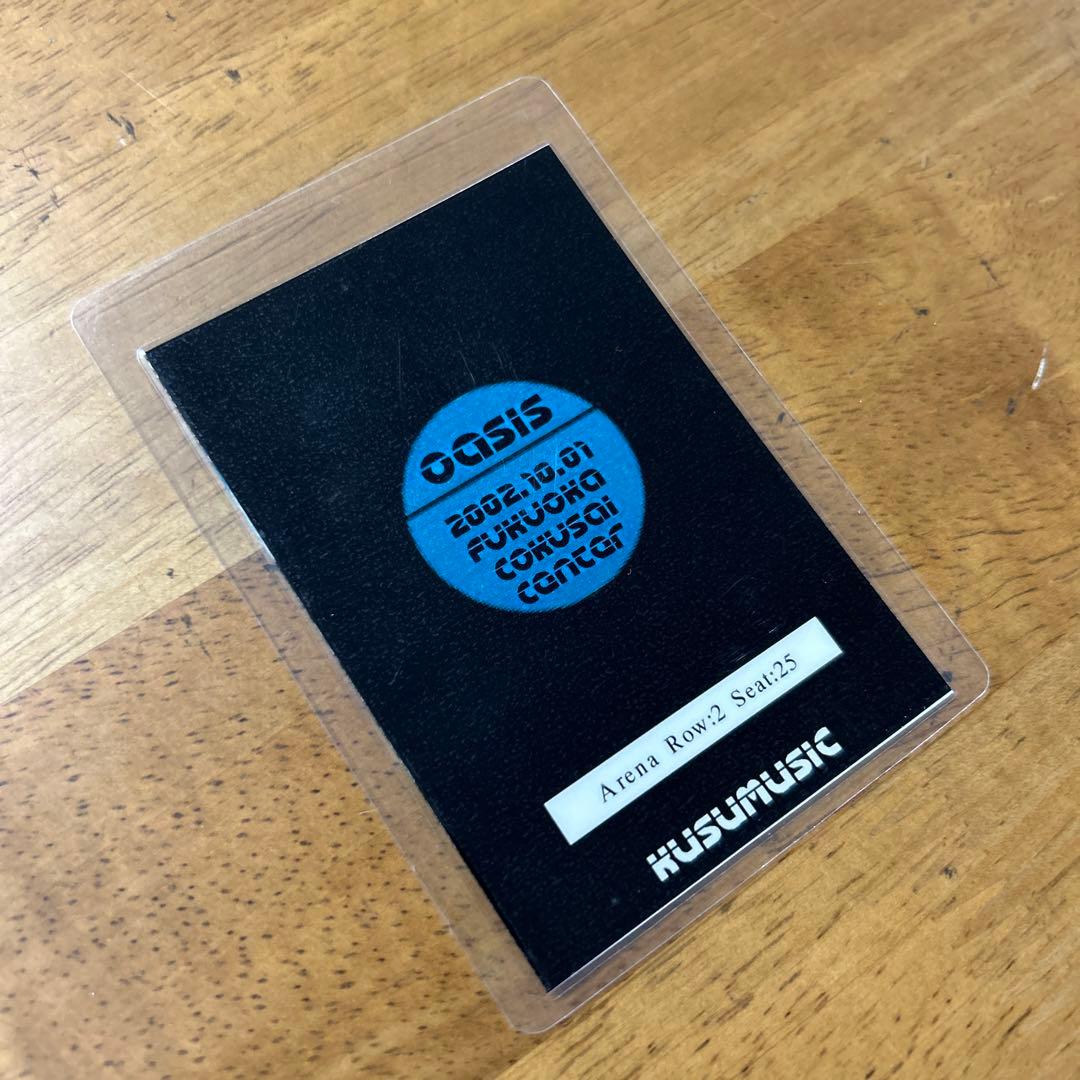 oasis
2002.10.01
FUKUOKA
COKUSAI
CENTER
Arena Row:2 Seat:25
KUSUMUSIC